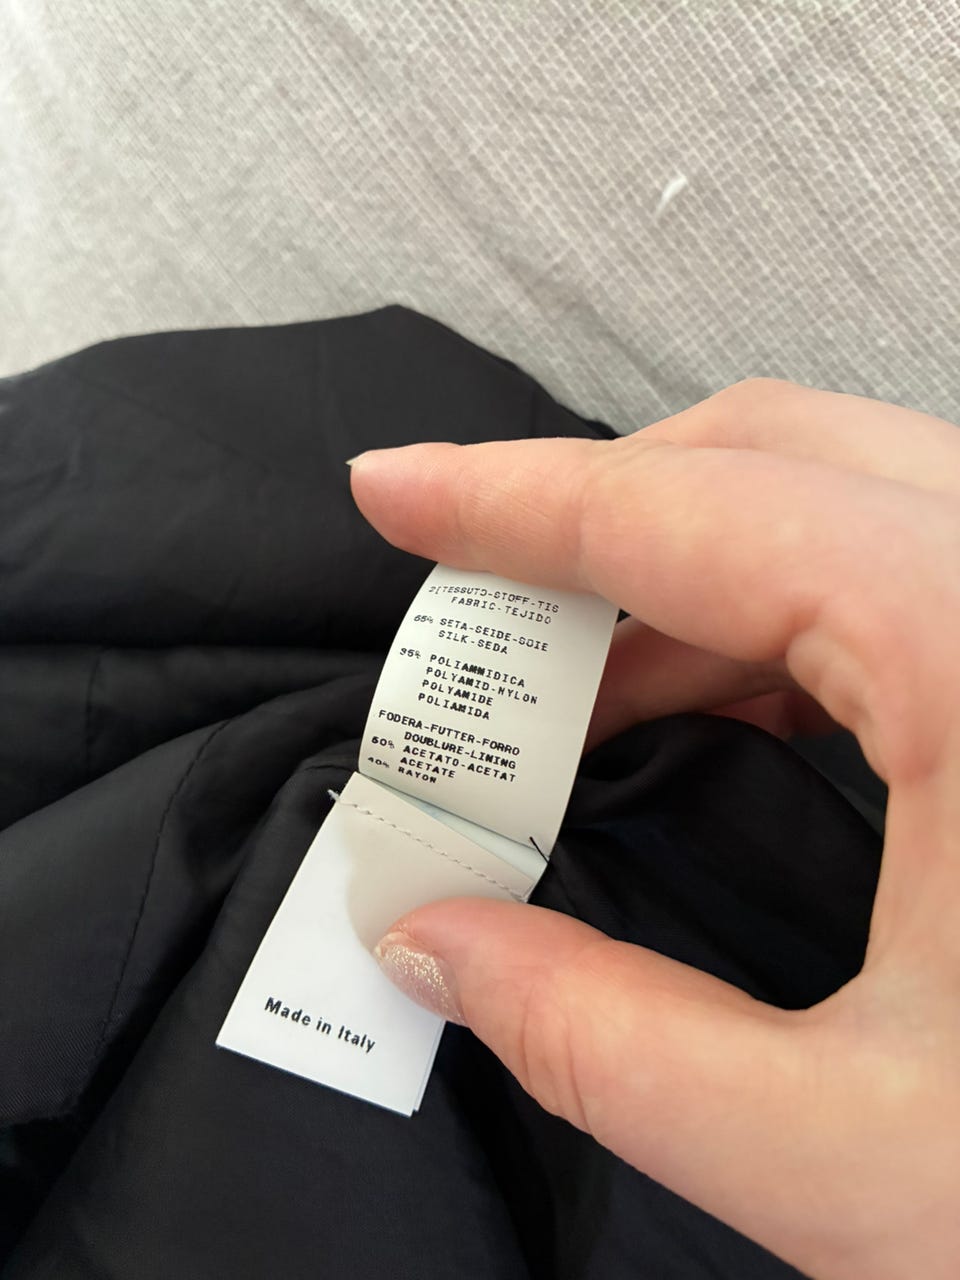 2[TESSUTO-STOFF-TIS
FABRIC-TEJIDO
65% SETA-SEIDE-SOIE
SILK-SEDA
35% POLIAMMIDICA
POLYAMID-NYLON
POLYAMIDE
POLIAMIDA
FODERA-FUTTER-FORRO
DOUBLURE-LINING
60% ACETATO-ACETAT
40% ACETATE
RAYON
Made in Italy